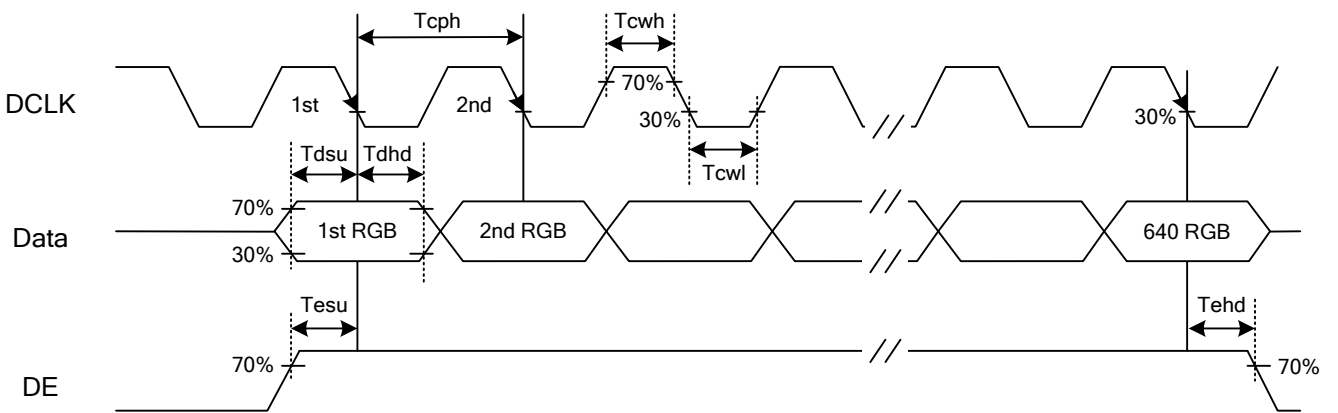 Tcph
Tcwh
DCLK
1st
2nd
70%
30%
30%
Tdsu
Tdhd
Tcwl
70%
Data
1st RGB
2nd RGB
640 RGB
30%
Tesu
Tehd
70%
70%
DE